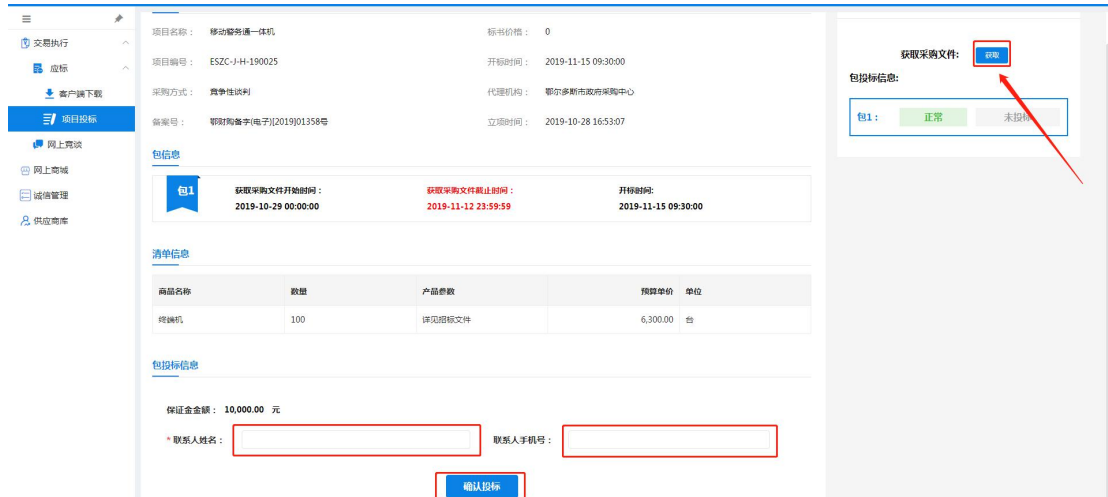 交易执行
应标
客户端下载
项目投标
网上竞谈
网上商城
诚信管理
供应商库
项目名称： 移动警务通一体机 标书价格： 0
项目编号： ESZC-J-H-190025 开标时间： 2019-11-15 09:30:00
采购方式： 竞争性谈判 代理机构： 鄂尔多斯市政府采购中心
备案号： 鄂财购备字(电子)[2019]01358号 立项时间： 2019-10-28 16:53:07
包信息
包1
获取采购文件开始时间： 获取采购文件截止时间： 开标时间:
2019-10-29 00:00:00 2019-11-12 23:59:59 2019-11-15 09:30:00
清单信息
商品名称 数量 产品参数 预算单价 单位
终端机 100 详见招标文件 6,300.00 台
包投标信息
保证金金额： 10,000.00 元
* 联系人姓名： 联系人手机号：
确认投标
获取采购文件: 获取
包投标信息:
包1： 正常 未投标